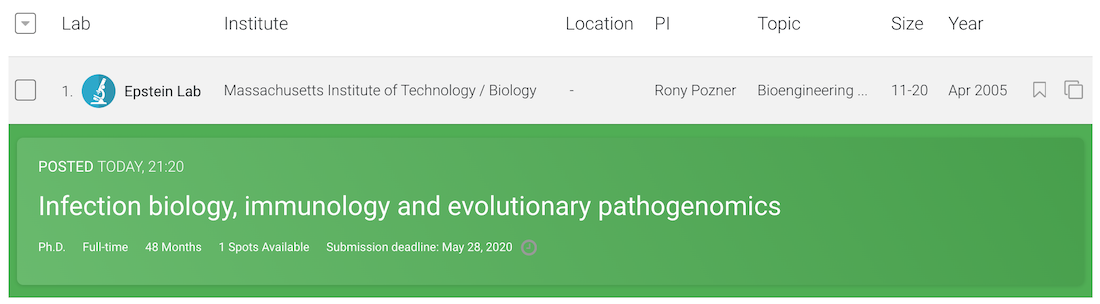 Lab Institute Location PI Topic Size Year
1. Epstein Lab Massachusetts Institute of Technology / Biology - Rony Pozner Bioengineering ... 11-20 Apr 2005
POSTED TODAY, 21:20
Infection biology, immunology and evolutionary pathogenomics
Ph.D. Full-time 48 Months 1 Spots Available Submission deadline: May 28, 2020